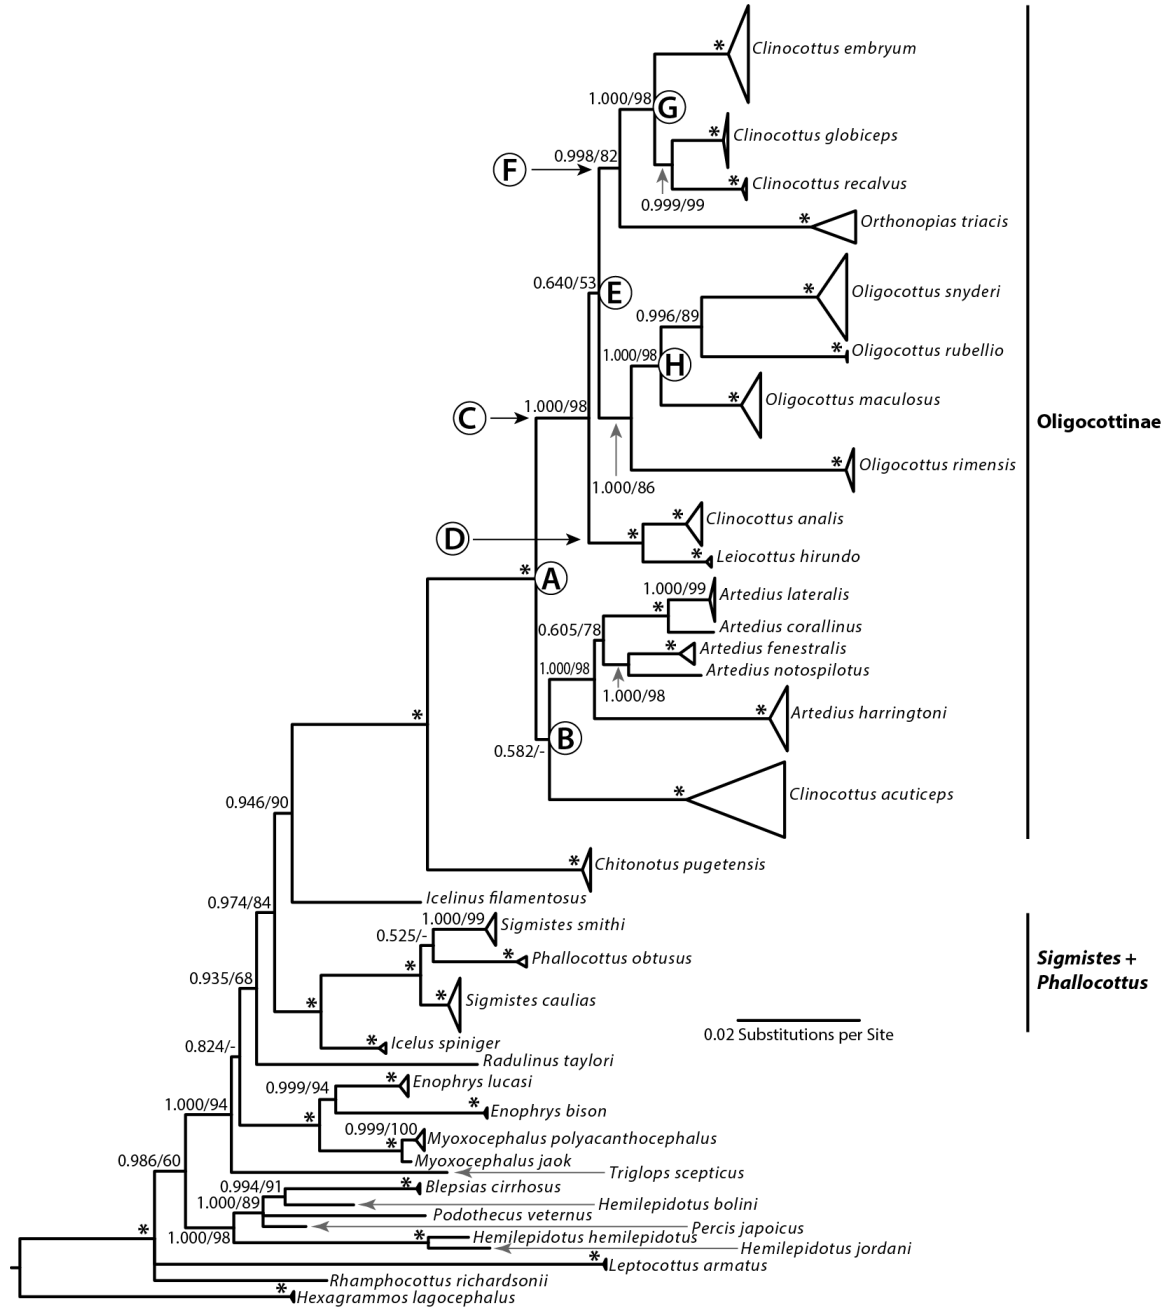 *
Clinocottus embryum
1.000/98
G
*
Clinocottus globiceps
0.998/82
F
*
Clinocottus recalvus
0.999/99
*
Orthonopias triacis
0.640/53
E
*
Oligocottus snyderi
0.996/89
*
Oligocottus rubellio
1.000/98
H
*
Oligocottus maculosus
1.000/98
C
Oligocottinae
*
Oligocottus rimensis
1.000/86
*
Clinocottus analis
D
*
*
Leiocottus hirundo
*
A
1.000/99
Artedius lateralis
*
Artedius corallinus
0.605/78
*
Artedius fenestralis
Artedius notospilotus
1.000/98
1.000/98
*
Artedius harringtoni
*
B
0.582/-
*
Clinocottus acuticeps
0.946/90
*
Chitonotus pugetensis
Icelinus filamentosus
0.974/84
1.000/99
Sigmistes smithi
0.525/-
*
Phallocottus obtusus
*
Sigmistes +
Phallocottus
0.935/68
*
Sigmistes caulias
*
0.02 Substitutions per Site
*
Icelus spiniger
0.824/-
Radulinus taylori
0.999/94
*
Enophrys lucasi
1.000/94
*
Enophrys bison
*
0.999/100
Myoxocephalus polyacanthocephalus
*
Myoxocephalus jaok
0.986/60
Triglops scepticus
0.994/91
*
Blepsias cirrhosus
1.000/89
Hemilepidotus bolini
Podothecus veternus
Percis japoicus
*
1.000/98
*
Hemilepidotus hemilepidotus
Hemilepidotus jordani
*
Leptocottus armatus
Rhamphocottus richardsonii
*
Hexagrammos lagocephalus